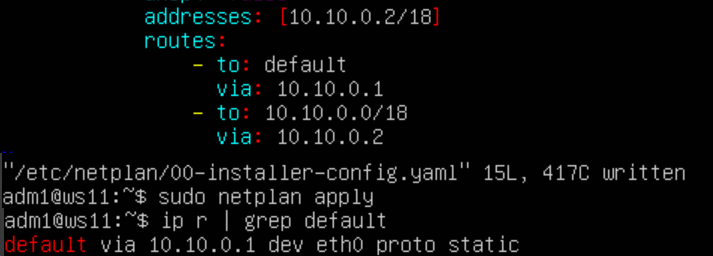 addresses: [10.10.0.2/18]
routes:
- to: default
via: 10.10.0.1
- to: 10.10.0.0/18
via: 10.10.0.2
"/etc/netplan/00-installer-config.yaml" 15L, 417C written
adm1@ws11:~$ sudo netplan apply
adm1@ws11:~$ ip r | grep default
default via 10.10.0.1 dev eth0 proto static